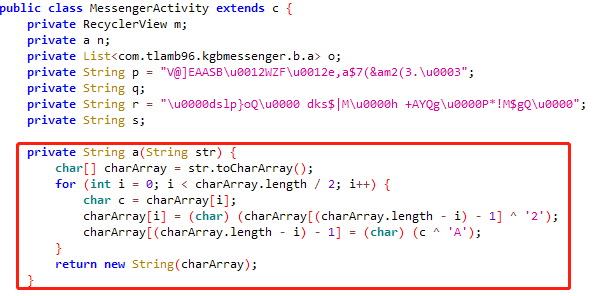 public class MessengerActivity extends c {
private RecyclerView m;
private a n;
private List<com.tlamb96.kgbmessenger.b.a> o;
private String p = "V@]EAASB\u0012WZF\u0012e,a$7(&am2(3.\u0003";
private String q;
private String r = "\u0000dslp}oQ\u0000 dks$|M\u0000h +AYQg\u0000P*!M$gQ\u0000";
private String s;
private String a(String str) {
char[] charArray = str.toCharArray();
for (int i = 0; i < charArray.length / 2; i++) {
char c = charArray[i];
charArray[i] = (char) (charArray[(charArray.length - i) - 1] ^ '2');
charArray[(charArray.length - i) - 1] = (char) (c ^ 'A');
}
return new String(charArray);
}